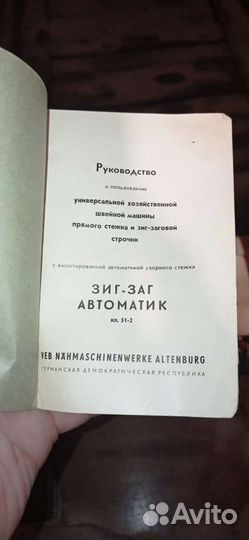 Руководство
к пользованию
универсальной хозяйственной
швейной машины
прямого стежка и зиг-заговой
строчки
с вмонтированной автоматикой узорного стежка
ЗИГ-ЗАГ
АВТОМАТИК
кл. 51-2
VEB NÄHMASCHINENWERKE ALTENBURG
ГЕРМАНСКАЯ ДЕМОКРАТИЧЕСКАЯ РЕСПУБЛИКА
Avito